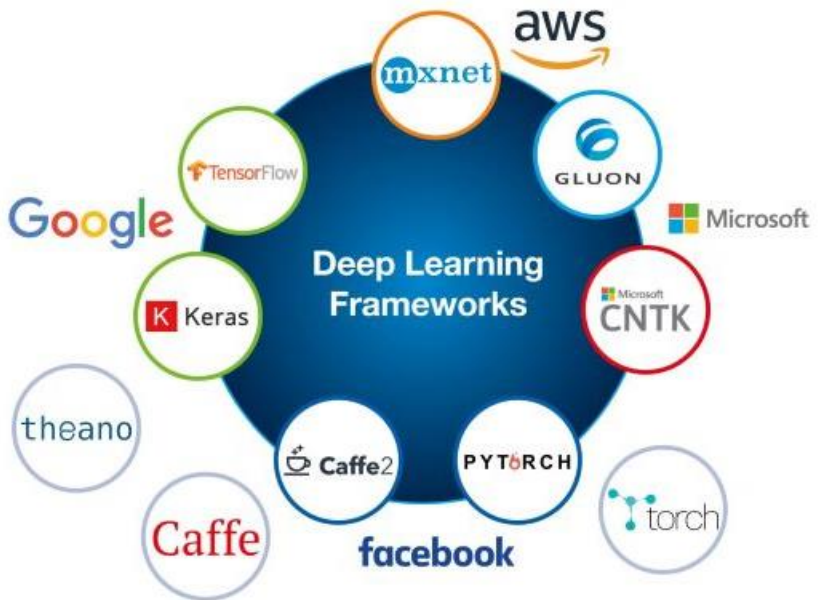 aws
mxnet
TensorFlow
GLUON
Google
Microsoft
Deep Learning
Frameworks
K Keras
Microsoft
CNTK
theano
Caffe2
PYTORCH
Caffe
torch
facebook